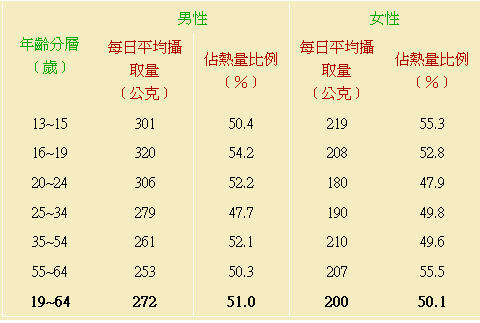 男性 女性
年齡分層
（歲）
每日平均攝
取量
（公克）
佔熱量比例
（%）
每日平均攝
取量
（公克）
佔熱量比例
（%）
13~15 301 50.4 219 55.3
16~19 320 54.2 208 52.8
20~24 306 52.2 180 47.9
25~34 279 47.7 190 49.8
35~54 261 52.1 210 49.6
55~64 253 50.3 207 55.5
19~64 272 51.0 200 50.1